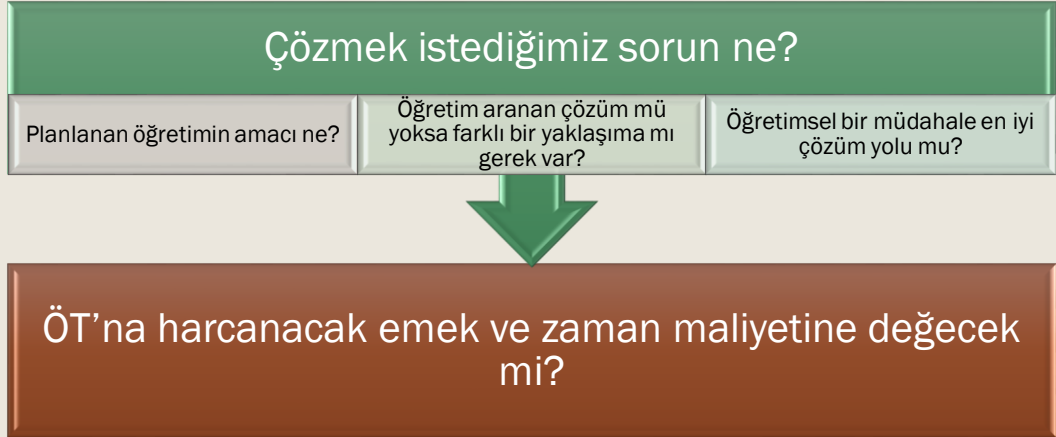 Çözmek istediğimiz sorun ne?
Planlanan öğretimin amacı ne?
Öğretim aranan çözüm mü
yoksa farklı bir yaklaşıma mı
gerek var?
Öğretimsel bir müdahale en iyi
çözüm yolu mu?
ÖT’na harcanacak emek ve zaman maliyetine değecek
mi?